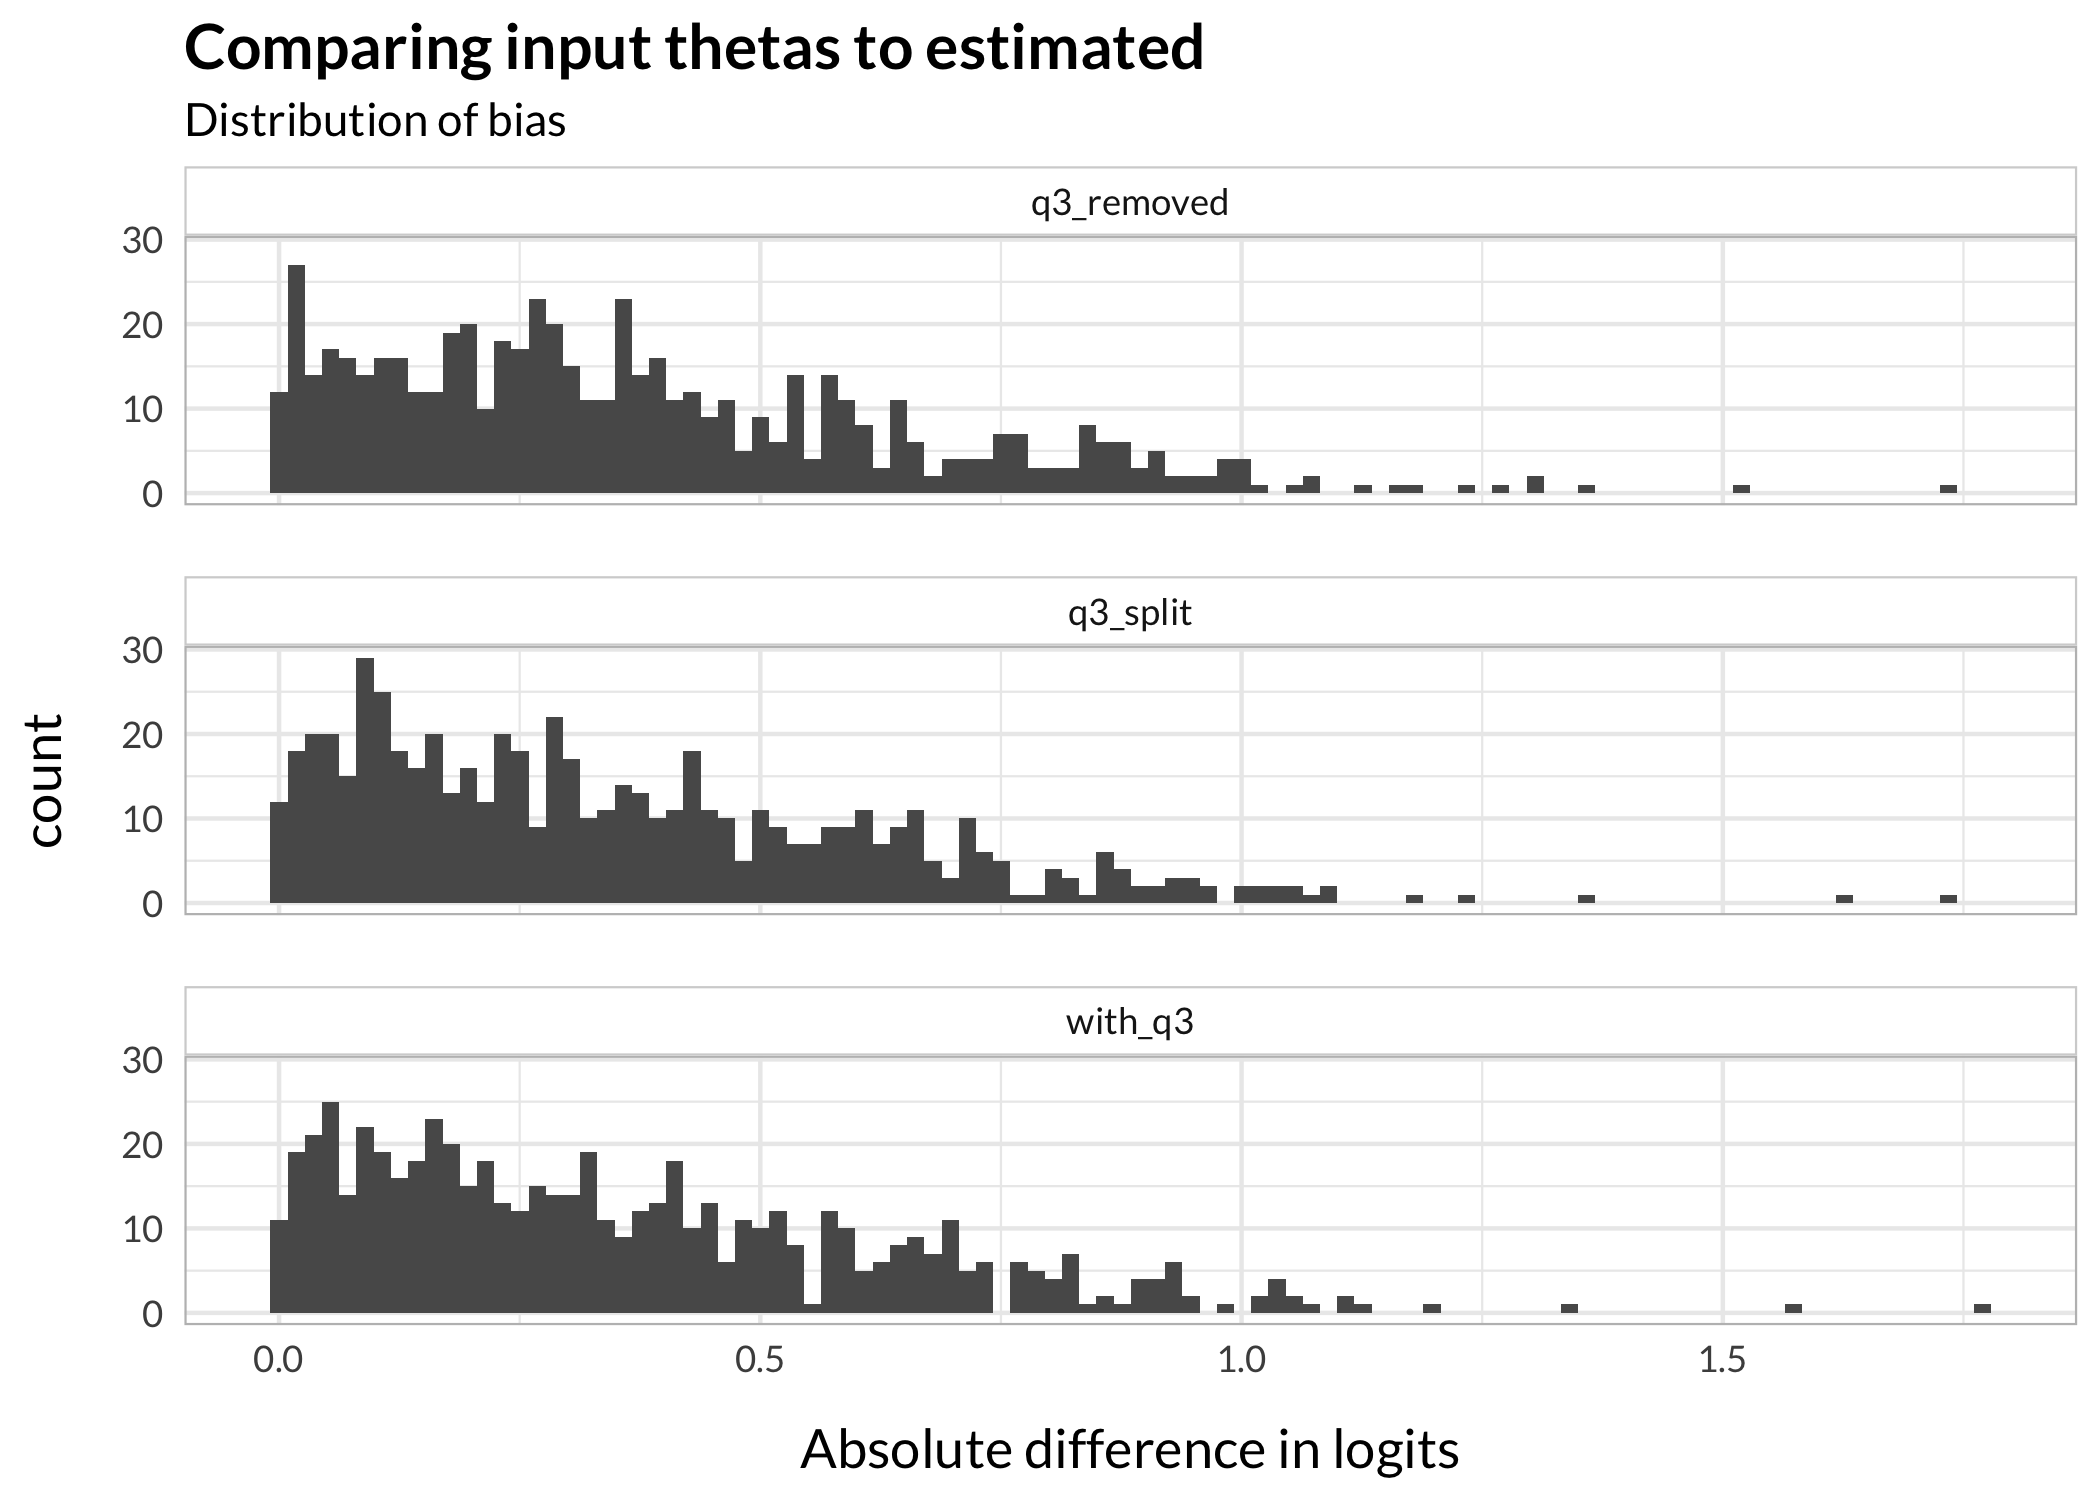 Comparing input thetas to estimated
Distribution of bias
q3_removed
30
20
10
0
q3_split
30
20
10
0
count
with_q3
30
20
10
0
0.0 0.5 1.0 1.5
Absolute difference in logits